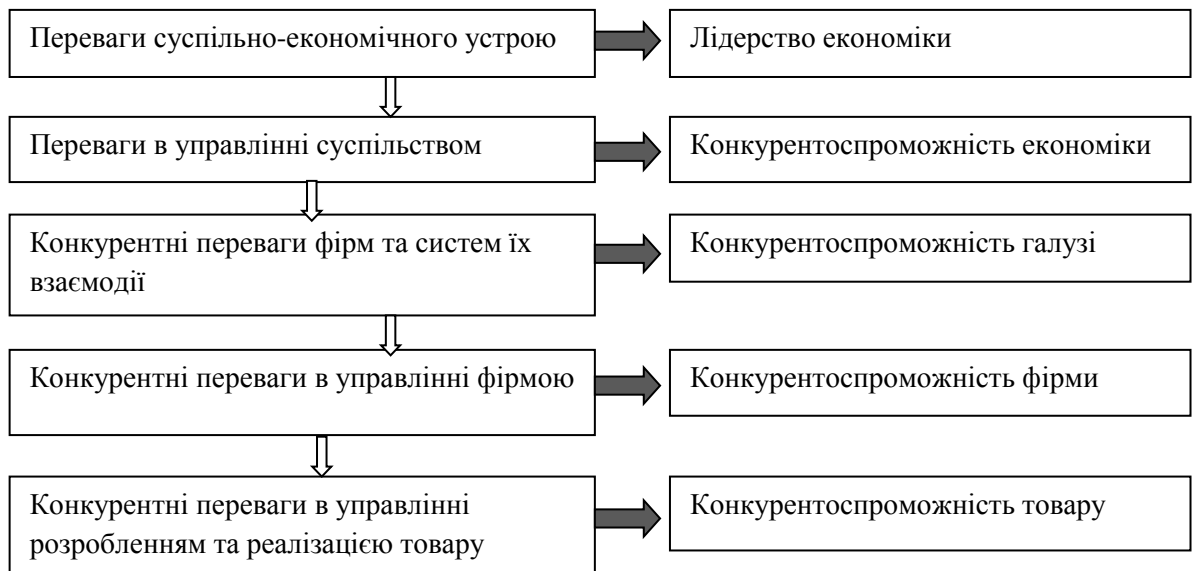 Переваги суспільно-економічного устрою
Лідерство економіки
Переваги в управлінні суспільством
Конкурентоспроможність економіки
Конкурентні переваги фірм та систем їх
взаємодії
Конкурентоспроможність галузі
Конкурентні переваги в управлінні фірмою
Конкурентоспроможність фірми
Конкурентні переваги в управлінні
розробленням та реалізацією товару
Конкурентоспроможність товару